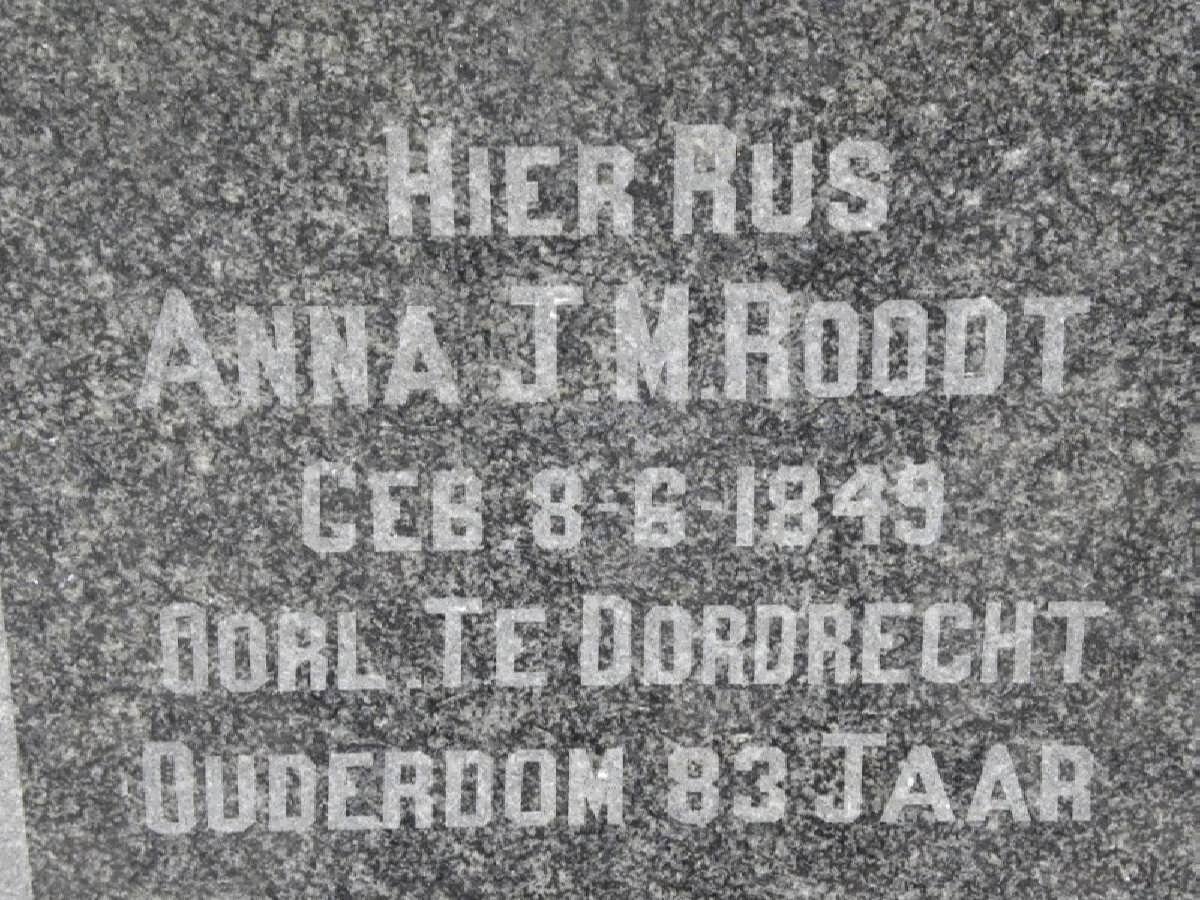 HIER RUS
ANNA J.M. ROODT
GEB. 8-6-1849
OORL. TE DORDRECHT
OUDERDOM 83 JAAR